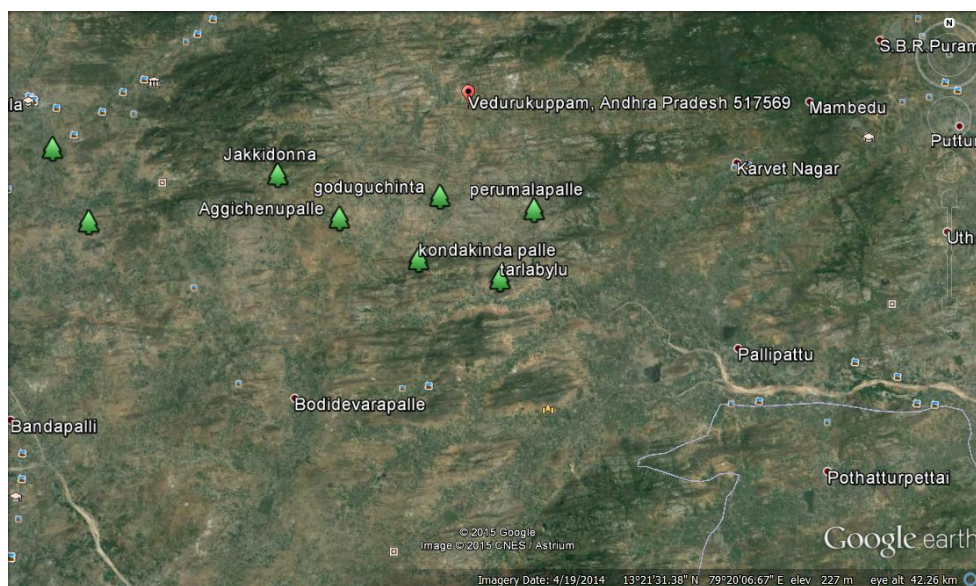 S.B.R.Puram
Vedurukuppam, Andhra Pradesh 517569
Mambedu
la
Puttur
Jakkidonna
Karvet Nagar
goduguchinta
perumalapalle
Aggichenupalle
Uth
kondakinda palle
tarlabylu
Pallipattu
Bodidevarapalle
Bandapalli
Pothatturpettai
© 2015 Google
Image © 2015 CNES / Astrium
Google earth
Imagery Date: 4/19/2014 13°21'31.38" N 79°20'06.67" E elev 227 m eye alt 42.26 km
N